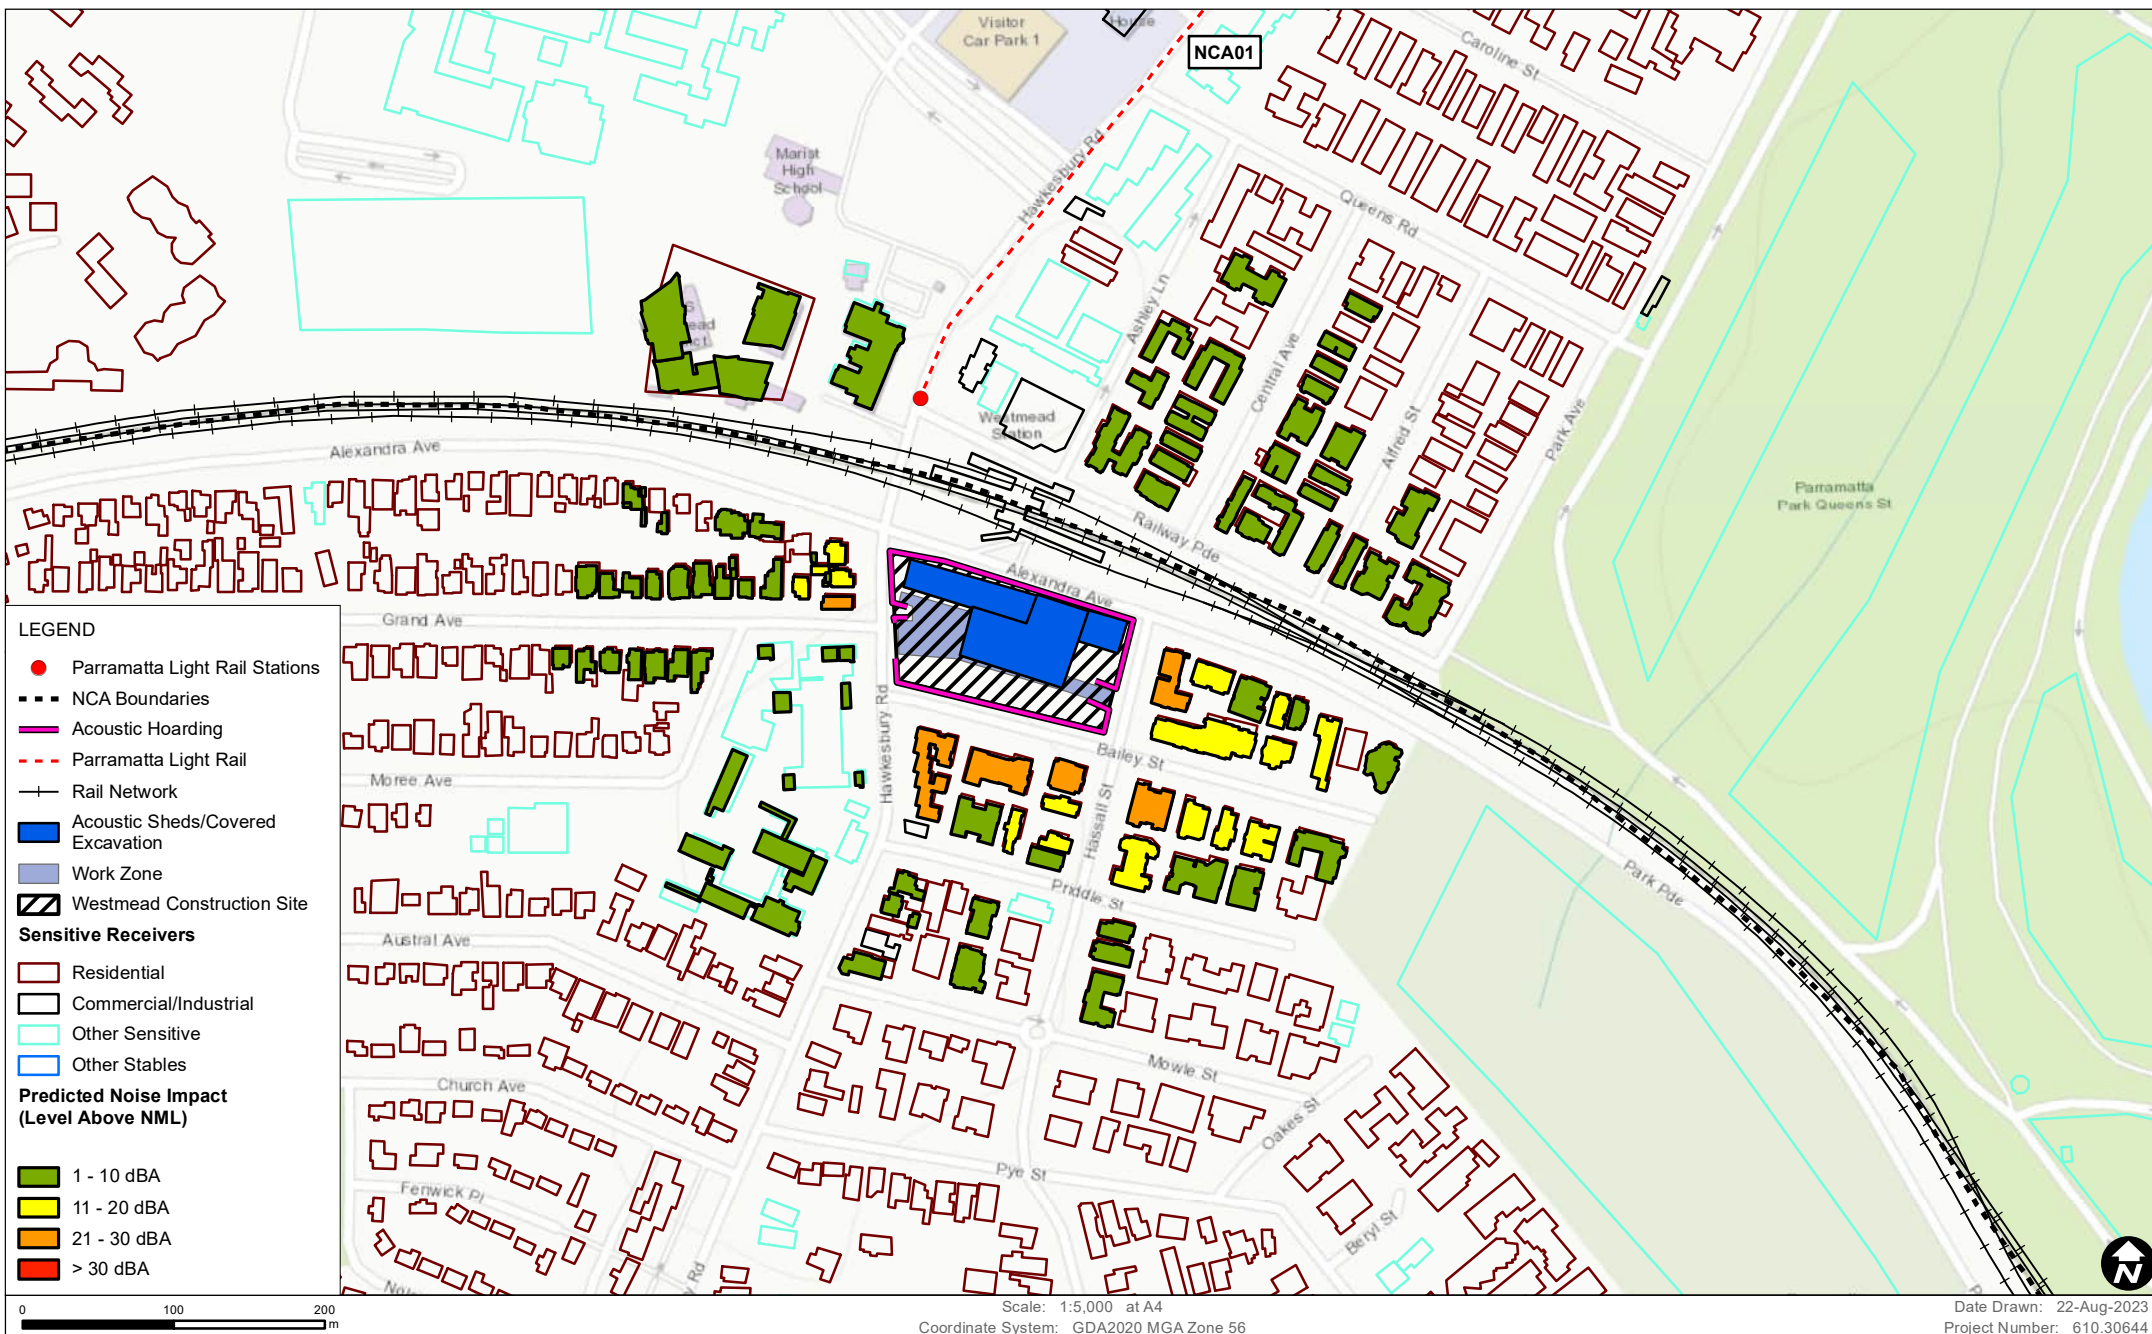 Visitor
Car Park 1
House
NCA01
Caroline St
Hawkesbury Rd
Marist
High
School
Queens Rd
Ashley Ln
Central Ave
Alfred St
Park Ave
Westmead
Station
Parramatta
Park Queens St
Alexandra Ave
Railway Pde
Alexandra Ave
Grand Ave
Hawkesbury Rd
Bailey St
Moree Ave
Hassall St
Priddle St
Park Pde
Austral Ave
Mowle St
Church Ave
Oakes St
Pye St
Fenwick Pl
Beryl St
LEGEND
Parramatta Light Rail Stations
NCA Boundaries
Acoustic Hoarding
Parramatta Light Rail
Rail Network
Acoustic Sheds/Covered
Excavation
Work Zone
Westmead Construction Site
Sensitive Receivers
Residential
Commercial/Industrial
Other Sensitive
Other Stables
Predicted Noise Impact
(Level Above NML)
1 - 10 dBA
11 - 20 dBA
21 - 30 dBA
> 30 dBA
N
0 100 200
m
Scale: 1:5,000 at A4
Coordinate System: GDA2020 MGA Zone 56
Date Drawn: 22-Aug-2023
Project Number: 610.30644